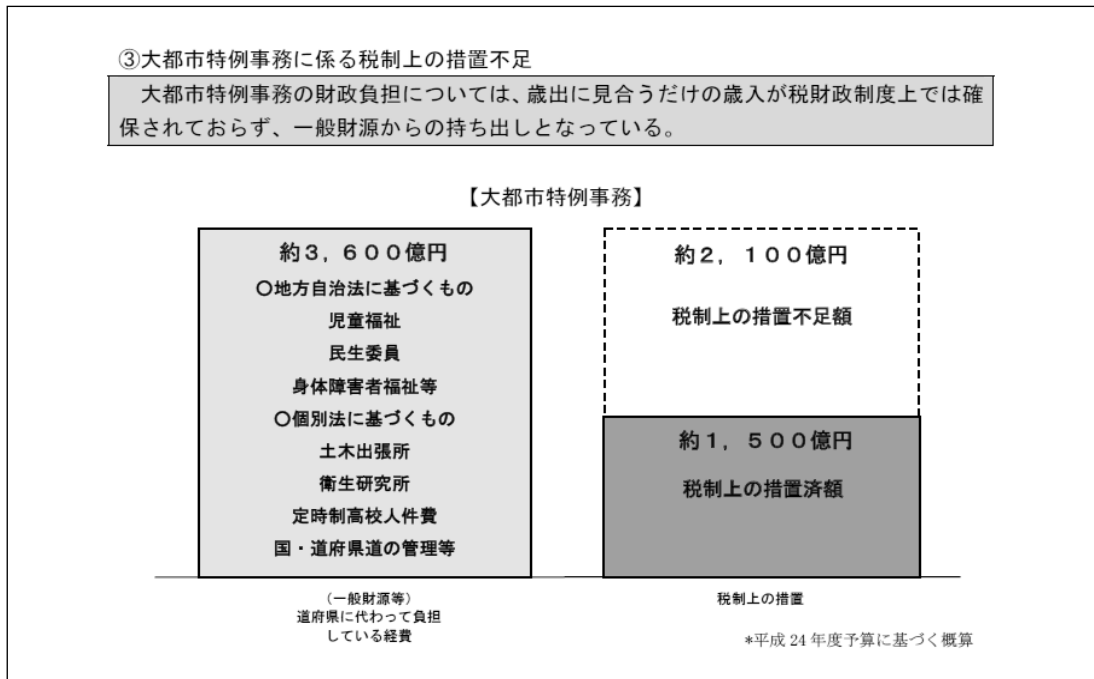 ③大都市特例事務に係る税制上の措置不足
大都市特例事務の財政負担については、歳出に見合うだけの歳入が税財政制度上では確
保されておらず、一般財源からの持ち出しとなっている。
【大都市特例事務】
約3,600億円
〇地方自治法に基づくもの
児童福祉
民生委員
身体障害者福祉等
〇個別法に基づくもの
土木出張所
衛生研究所
定時制高校人件費
国・道府県道の管理等
(一般財源等)
道府県に代わって負担
している経費
約2,100億円
税制上の措置不足額
約1,500億円
税制上の措置済額
税制上の措置
*平成24年度予算に基づく概算